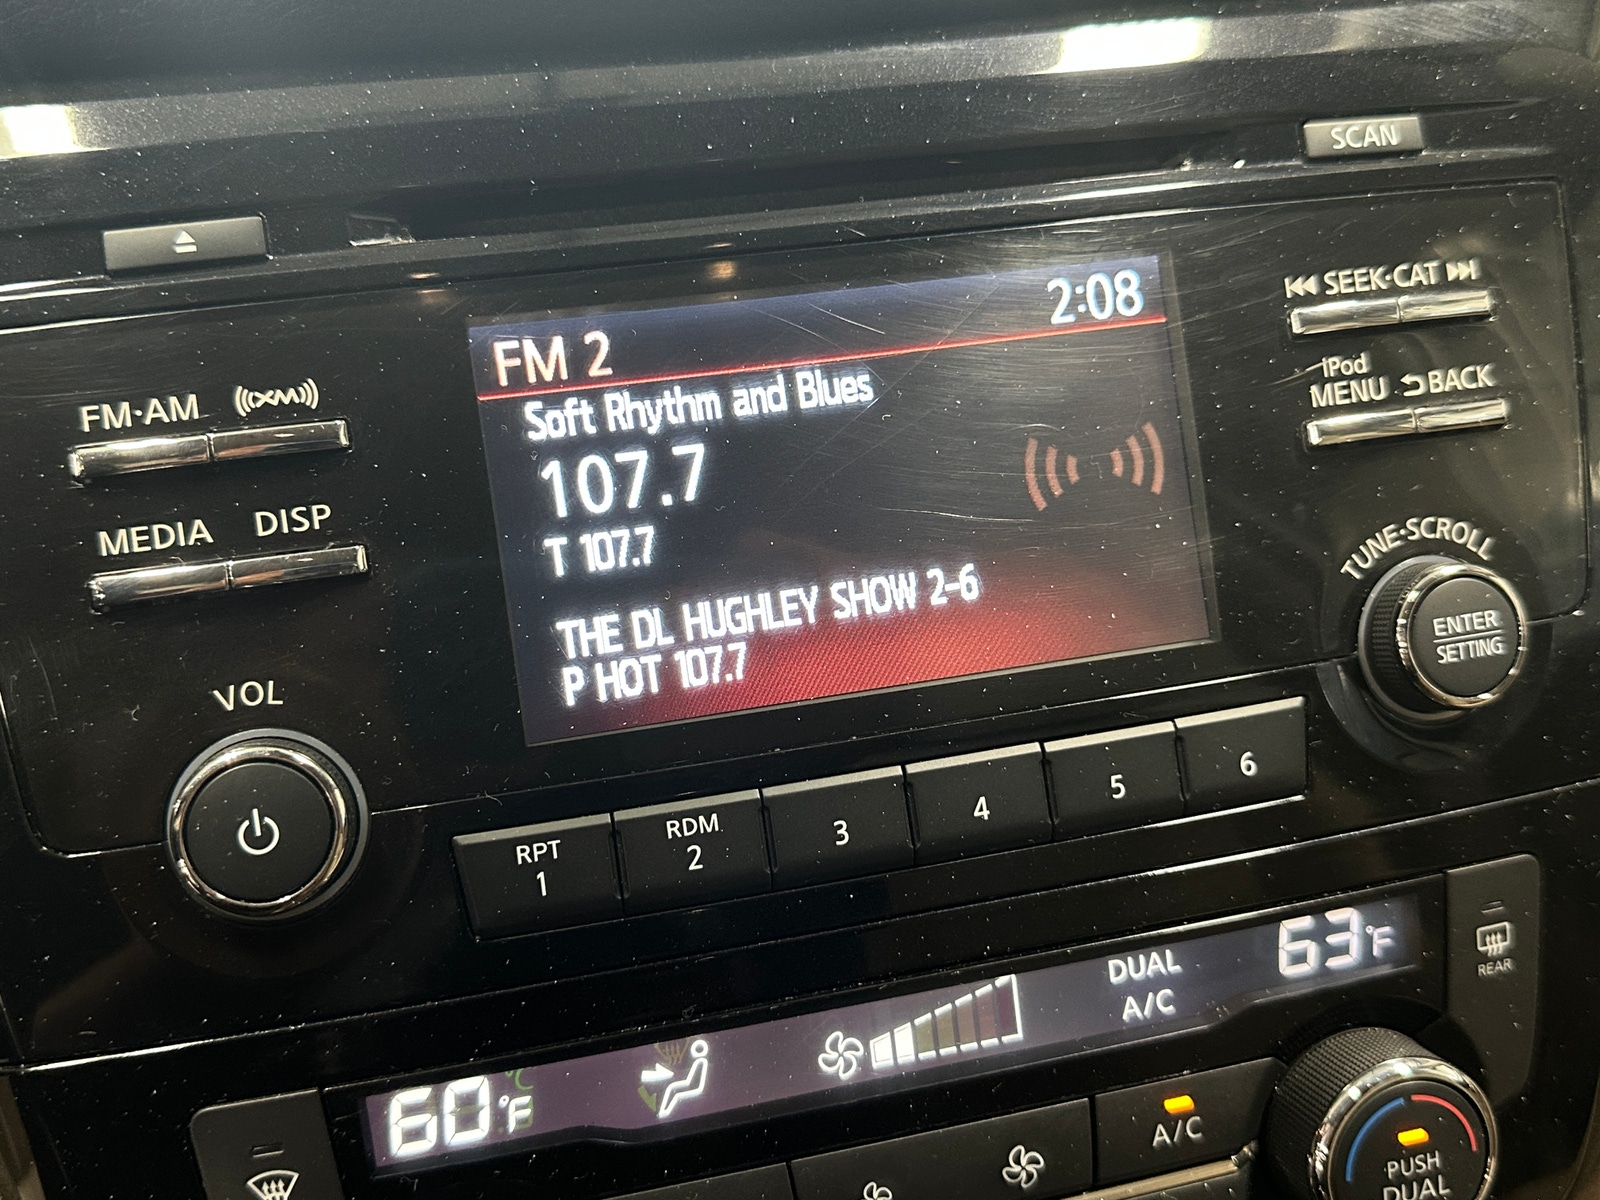 SCAN
SEEK·CAT
2:08
FM 2
iPod
MENU BACK
Soft Rhythm and Blues
FM·AM XM
107.7
MEDIA DISP
T 107.7
TUNE·SCROLL
THE DL HUGHLEY SHOW 2-6
P HOT 107.7
ENTER
SETTING
VOL
RPT
1
RDM
2
3
4
5
6
63°F
DUAL
A/C
REAR
60°F
A/C
PUSH
DUAL